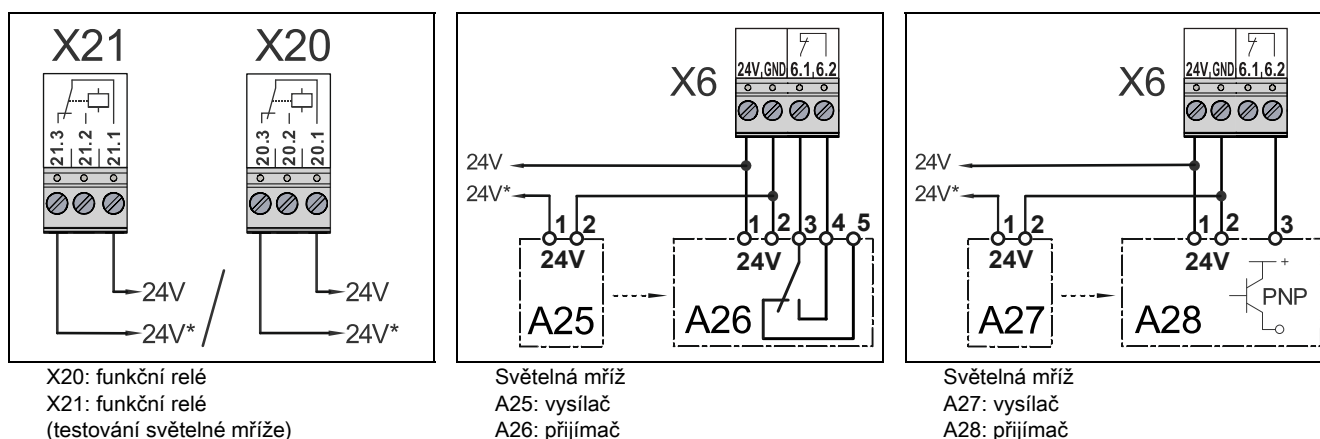 X21
X20
21.3
21.2
21.1
20.3
20.2
20.1
24V
24V*
24V
24V*
X20: funkční relé
X21: funkční relé
(testování světelné mříže)
X6
24V,GND 6.1,6.2
24V
24V*
1 2
24V
A25
1 2 3 4 5
24V
A26
Světelná mříž
A25: vysílač
A26: přijímač
X6
24V,GND 6.1,6.2
24V
24V*
1 2
24V
A27
1 2 3
24V
+
PNP
A28
Světelná mříž
A27: vysílač
A28: přijímač